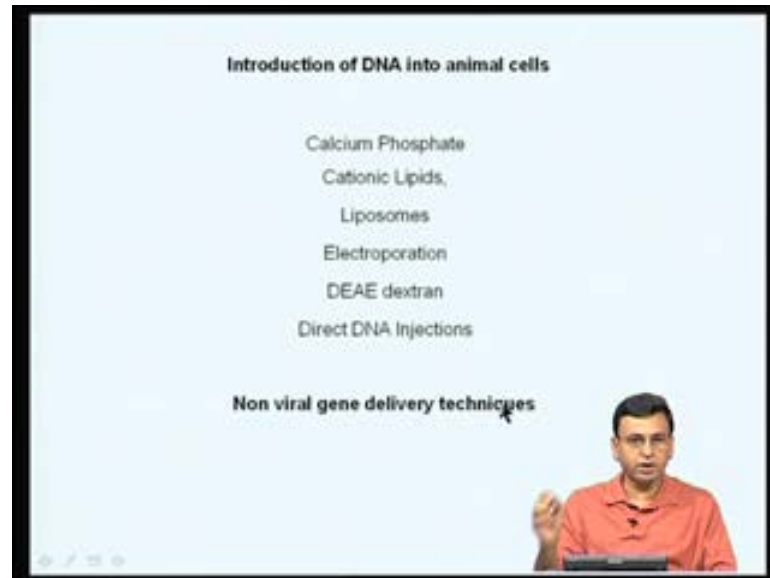 Introduction of DNA into animal cells
Calcium Phosphate
Cationic Lipids,
Liposomes
Electroporation
DEAE dextran
Direct DNA Injections
Non viral gene delivery techniques